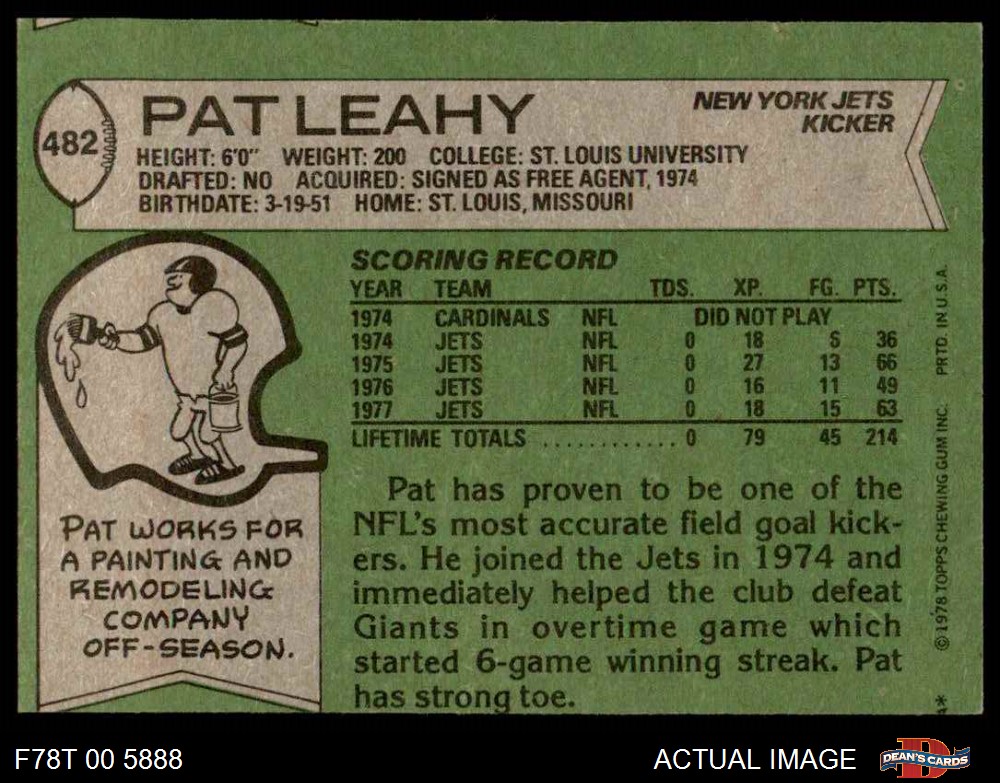 482
PAT LEAHY
NEW YORK JETS
KICKER
HEIGHT: 6'0" WEIGHT: 200 COLLEGE: ST. LOUIS UNIVERSITY
DRAFTED: NO ACQUIRED: SIGNED AS FREE AGENT, 1974
BIRTHDATE: 3-19-51 HOME: ST. LOUIS, MISSOURI
SCORING RECORD
YEAR TEAM TDS. XP. FG. PTS.
1974 CARDINALS NFL DID NOT PLAY
1974 JETS NFL 0 18 S 36
1975 JETS NFL 0 27 13 66
1976 JETS NFL 0 16 11 49
1977 JETS NFL 0 18 15 63
LIFETIME TOTALS ............ 0 79 45 214
Pat has proven to be one of the
NFL's most accurate field goal kick-
ers. He joined the Jets in 1974 and
immediately helped the club defeat
Giants in overtime game which
started 6-game winning streak. Pat
has strong toe.
PAT WORKS FOR
A PAINTING AND
REMODELING
COMPANY
OFF-SEASON.
A* © 1978 TOPPS CHEWING GUM INC. PRTD. IN U.S.A.
F78T 00 5888
ACTUAL IMAGE
DEAN'S CARDS